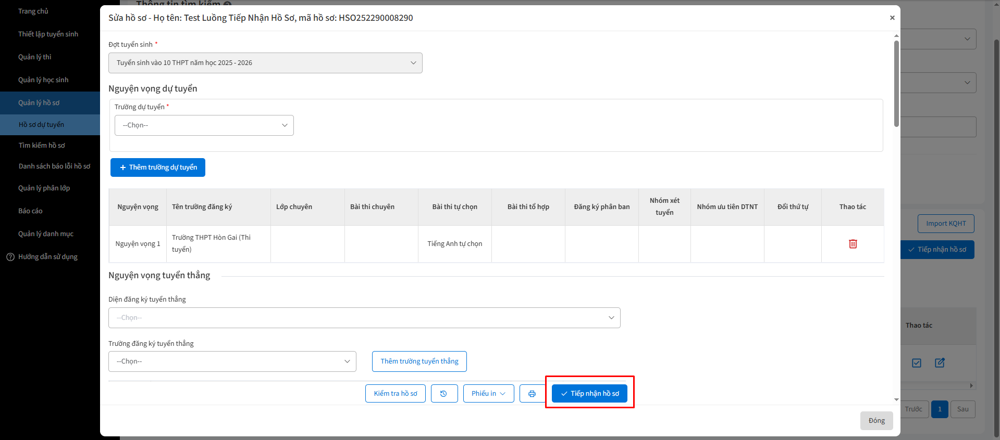 Trang chủ
Thiết lập tuyển sinh
Quản lý thi
Quản lý học sinh
Quản lý hồ sơ
Hồ sơ dự tuyển
Tìm kiếm hồ sơ
Danh sách báo lỗi hồ sơ
Quản lý phân lớp
Báo cáo
Quản lý danh mục
Hướng dẫn sử dụng
Thông tin tìm kiếm
Sửa hồ sơ - Họ tên: Test Luồng Tiếp Nhận Hồ Sơ, mã hồ sơ: HSO252290008290
Đợt tuyển sinh *
Tuyển sinh vào 10 THPT năm học 2025 - 2026
Nguyện vọng dự tuyển
Trường dự tuyển *
--Chọn--
+ Thêm trường dự tuyển
Nguyện vọng
Tên trường đăng ký
Lớp chuyên
Bài thi chuyên
Bài thi tự chọn
Bài thi tổ hợp
Đăng ký phân ban
Nhóm xét
tuyển
Nhóm ưu tiên DTNT
Đổi thứ tự
Thao tác
Nguyện vọng 1
Trường THPT Hòn Gai (Thi
tuyển)
Tiếng Anh tự chọn
Nguyện vọng tuyển thẳng
Diện đăng ký tuyển thẳng
--Chọn--
Trường đăng ký tuyển thẳng
--Chọn--
Thêm trường tuyển thẳng
Kiểm tra hồ sơ
Phiếu in
Tiếp nhận hồ sơ
Đóng
Import KQHT
Tiếp nhận hồ sơ
Thao tác
Trước
1
Sau